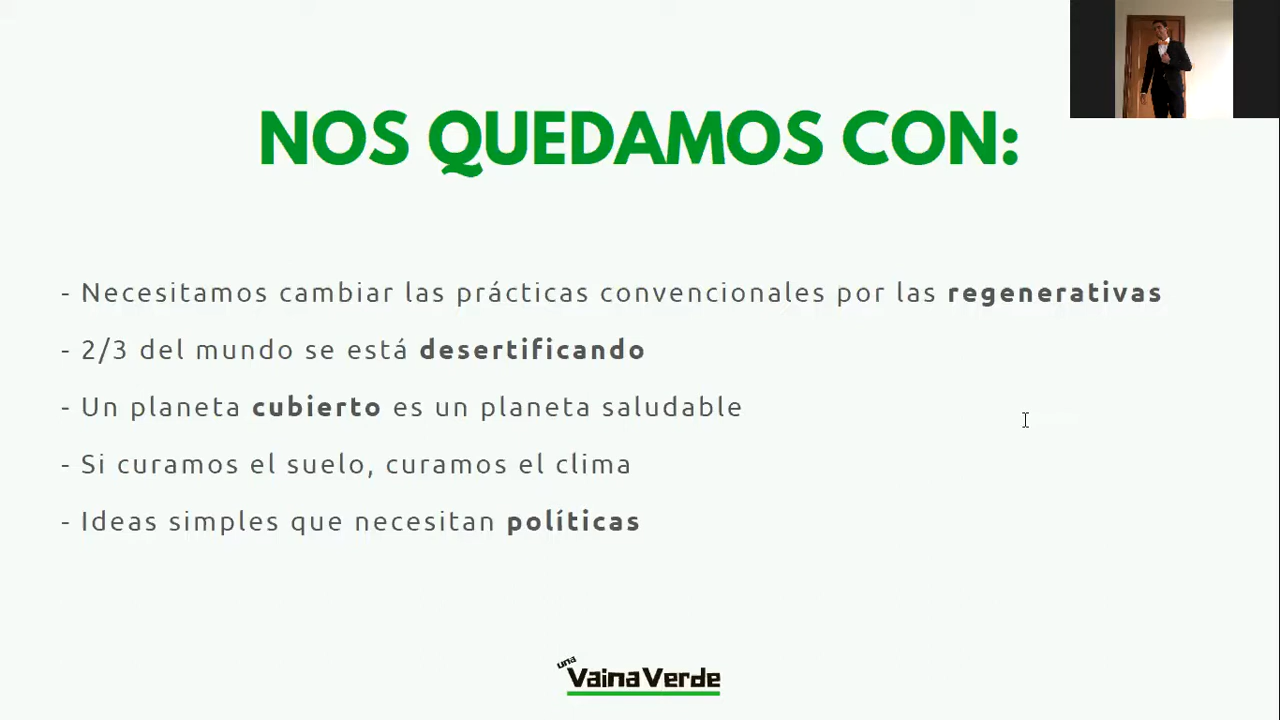 NOS QUEDAMOS CON:
- Necesitamos cambiar las prácticas convencionales por las regenerativas
- 2/3 del mundo se está desertificando
- Un planeta cubierto es un planeta saludable
- Si curamos el suelo, curamos el clima
- Ideas simples que necesitan políticas
una
VainaVerde